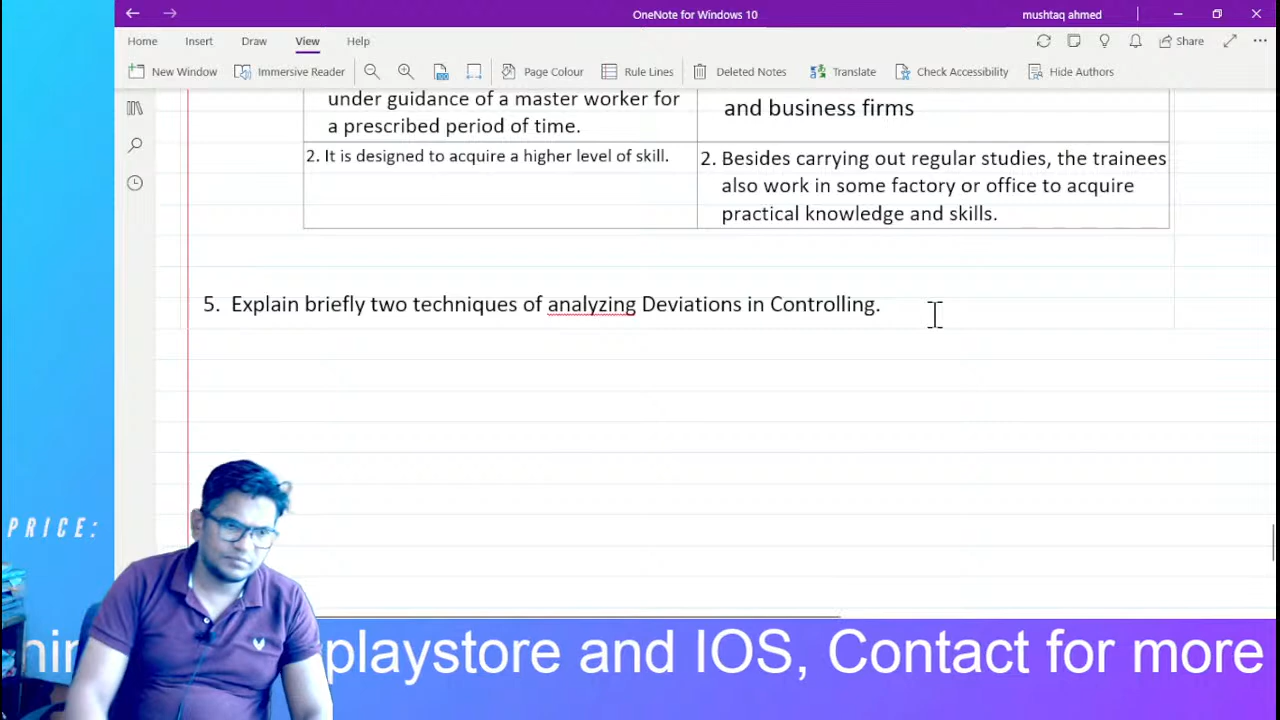 OneNote for Windows 10
mushtaq ahmed
Home Insert Draw View Help
Share
New Window Immersive Reader Page Colour Rule Lines Deleted Notes Translate Check Accessibility Hide Authors
under guidance of a master worker for
a prescribed period of time.
and business firms
2. It is designed to acquire a higher level of skill.
2. Besides carrying out regular studies, the trainees
also work in some factory or office to acquire
practical knowledge and skills.
5. Explain briefly two techniques of analyzing Deviations in Controlling.
PRICE:
playstore and IOS, Contact for more